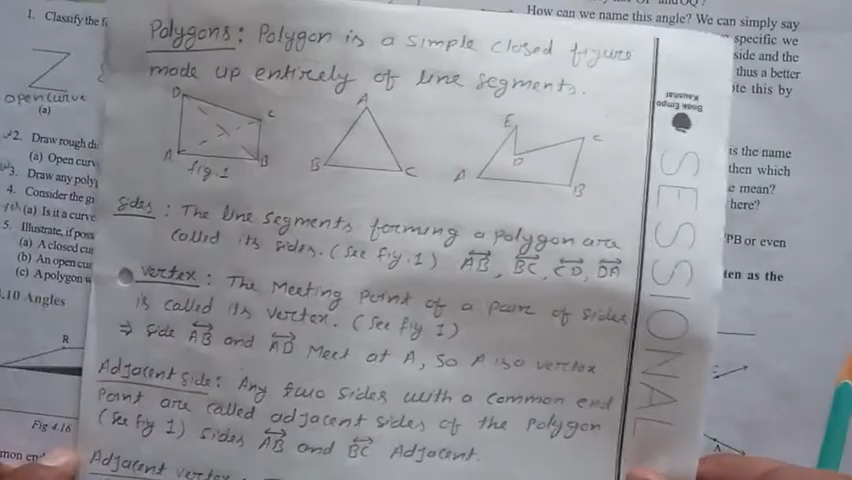 1. Classify the
open curve
(a)
2. Draw rough
(a) Open
3. Draw any
4. Consider the
(a) Is it a curve
5. Illustrate, if
(a) A closed
(b) An open
(c) A polygon
.10 Angles
R
Fig 4.16
mon
Polygons: Polygon is a simple closed figure
made up entirely of line segments.
D
C
A
B
fig.1
A
B
C
E
C
D
A
B
Sides: The line segments forming a polygon are
called its sides. (See fig. 1) AB, BC, CD, DA
Vertex: The Meeting Point of a pair of sides
is called its vertex. (See fig 1)
⇒ side AB and AD Meet at A, so A is a vertex
Adjacent side: Any two sides with a common end
Point are called adjacent sides of the polygon
(See fig 1) Sides AB and BC Adjacent.
Adjacent vertex
SESSIONAL
How can we name this angle? We can simply say
specific we
side and the
thus a better
this by
is the name
then which
mean?
here?
PB or even
as the